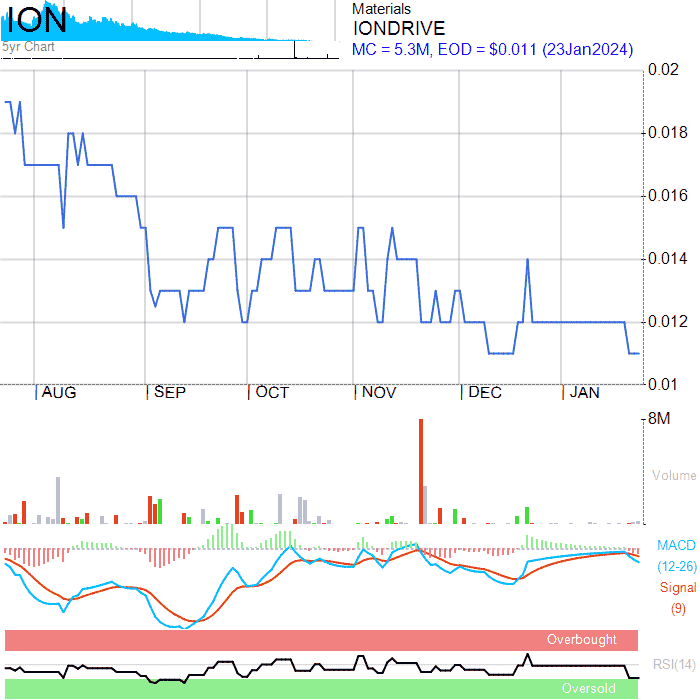 ION
5yr Chart
Materials
IONDRIVE
MC = 5.3M, EOD = $0.011 (23Jan2024)
0.02
0.018
0.016
0.014
0.012
0.01
AUG SEP OCT NOV DEC JAN
8M
Volume
MACD
(12-26)
Signal
(9)
Overbought
RSI(14)
Oversold